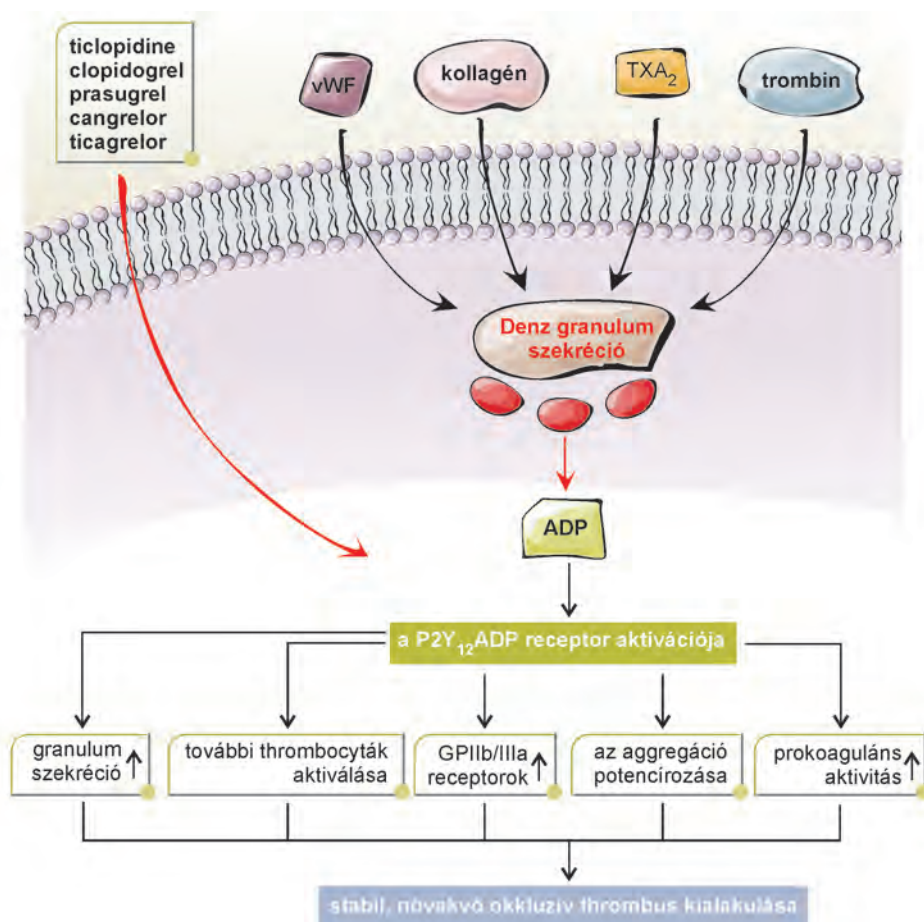 ticlopidine
clopidogrel
prasugrel
cangrelor
ticagrelor
vWF
kollagén
TXA₂
trombin
Denz granulum
szekréció
ADP
a P2Y₁₂ADP receptor aktivációja
granulum
szekréció ↑
további thrombocyták
aktiválása
GPIIb/IIIa
receptorok ↑
az aggregáció
potencírozása
prokoaguláns
aktivitás ↑
stabil, növakvő okkluzív thrombus kialakulása